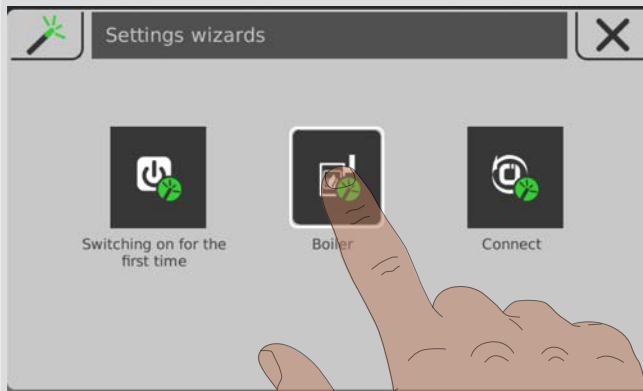 Settings wizards
Switching on for the
first time
Boiler
Connect